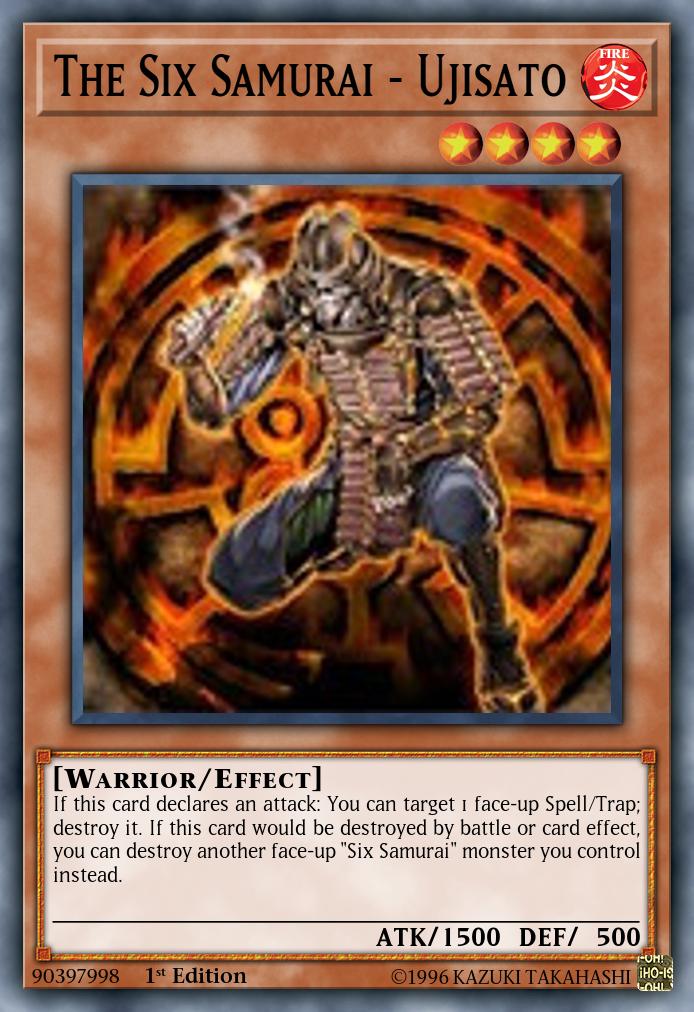 The Six Samurai - Ujisato
FIRE
炎
[Warrior/Effect]
If this card declares an attack: You can target 1 face-up Spell/Trap;
destroy it. If this card would be destroyed by battle or card effect,
you can destroy another face-up "Six Samurai" monster you control
instead.
ATK/1500 DEF/ 500
90397998 1st Edition ©1996 KAZUKI TAKAHASHI